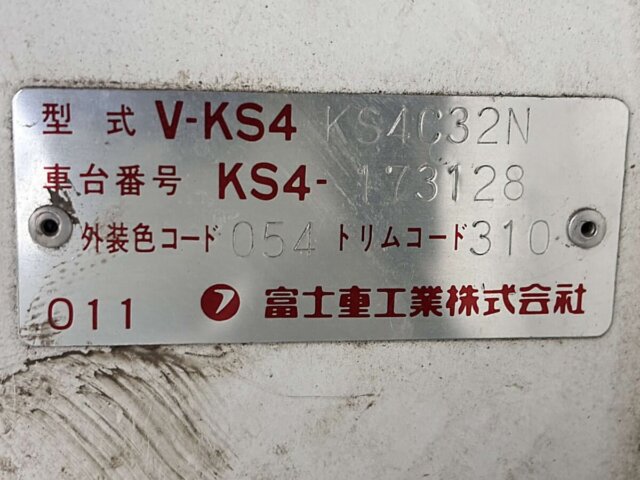 型式 V-KS4 KS4C32N
車台番号 KS4-173128
外装色コード 054 トリムコード 310
011 富士重工業株式会社